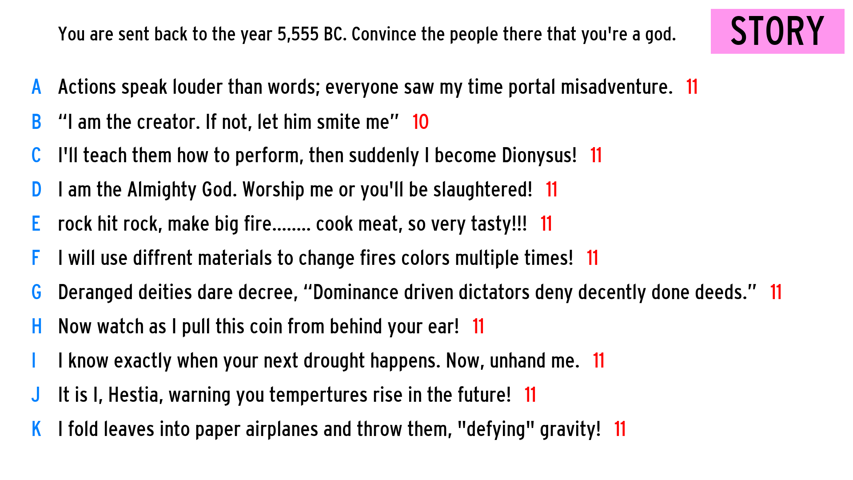 You are sent back to the year 5,555 BC. Convince the people there that you're a god.
STORY
A Actions speak louder than words; everyone saw my time portal misadventure. 11
B “I am the creator. If not, let him smite me” 10
C I'll teach them how to perform, then suddenly I become Dionysus! 11
D I am the Almighty God. Worship me or you'll be slaughtered! 11
E rock hit rock, make big fire........ cook meat, so very tasty!!! 11
F I will use diffrent materials to change fires colors multiple times! 11
G Deranged deities dare decree, “Dominance driven dictators deny decently done deeds.” 11
H Now watch as I pull this coin from behind your ear! 11
I I know exactly when your next drought happens. Now, unhand me. 11
J It is I, Hestia, warning you tempertures rise in the future! 11
K I fold leaves into paper airplanes and throw them, "defying" gravity! 11